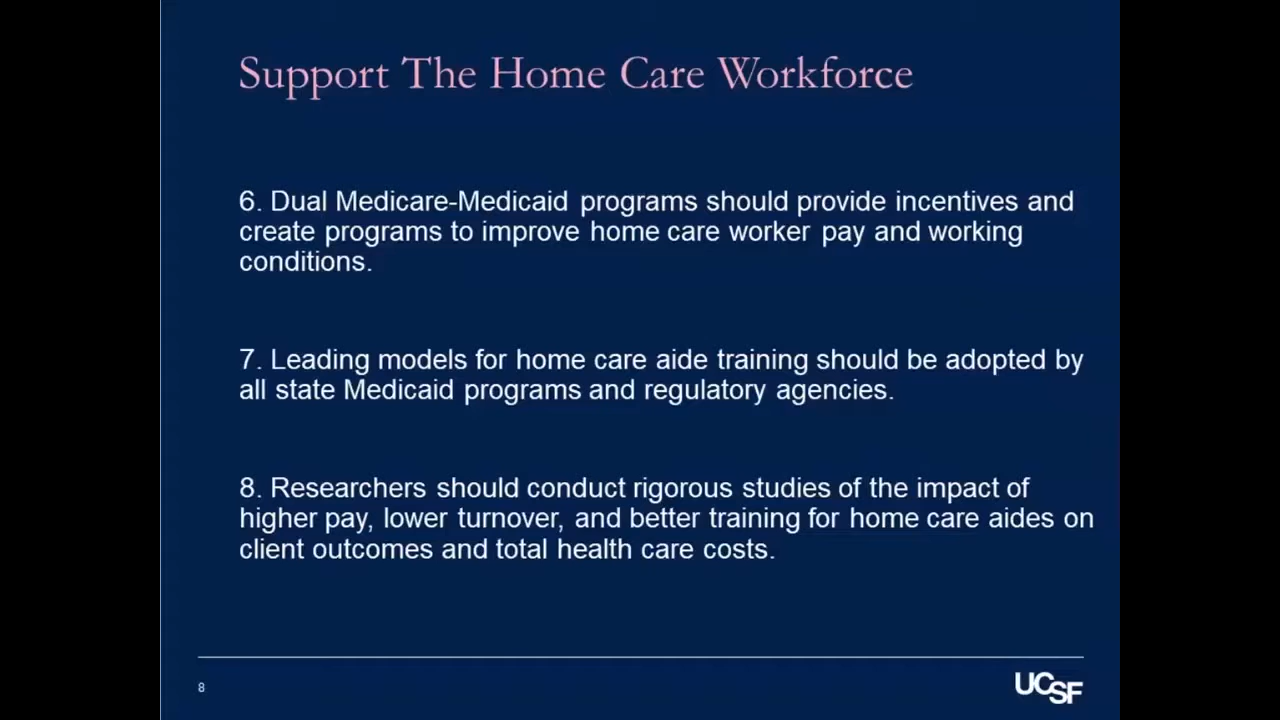 Support The Home Care Workforce
6. Dual Medicare-Medicaid programs should provide incentives and
create programs to improve home care worker pay and working
conditions.
7. Leading models for home care aide training should be adopted by
all state Medicaid programs and regulatory agencies.
8. Researchers should conduct rigorous studies of the impact of
higher pay, lower turnover, and better training for home care aides on
client outcomes and total health care costs.
8
UCSF